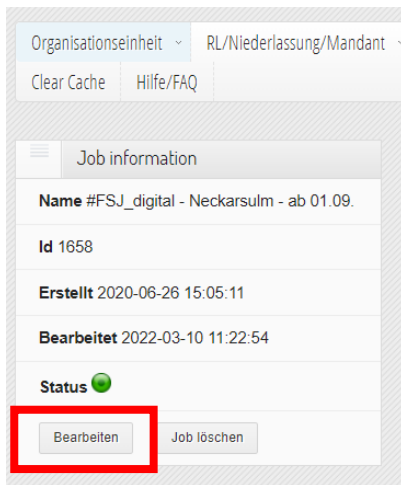 Organisationseinheit RL/Niederlassung/Mandant
Clear Cache Hilfe/FAQ
Job information
Name #FSJ_digital - Neckarsulm - ab 01.09.
Id 1658
Erstellt 2020-06-26 15:05:11
Bearbeitet 2022-03-10 11:22:54
Status
Bearbeiten Job löschen